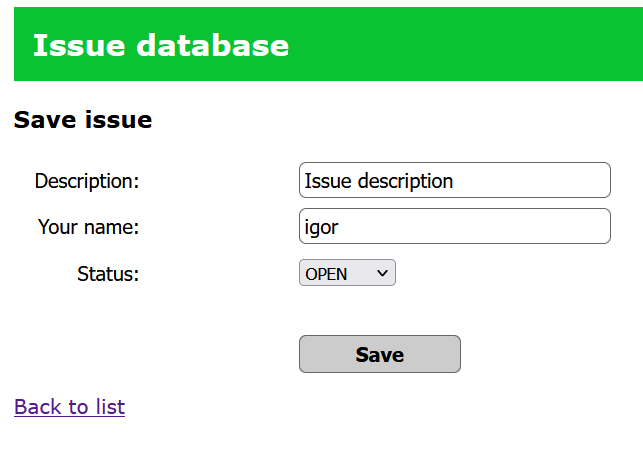 Issue database
Save issue
Description: Issue description
Your name: igor
Status: OPEN
Save
Back to list